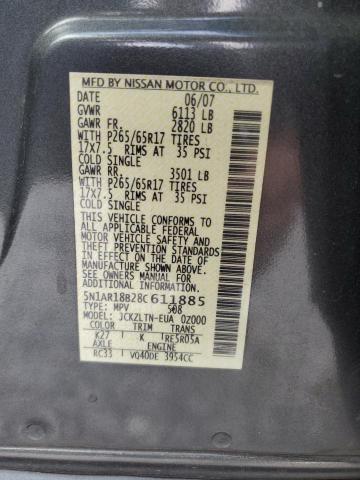 MFD BY NISSAN MOTOR CO., LTD.
DATE 06/07
GVWR 6113 LB
GAWR FR. 2820 LB
WITH P265/65R17 TIRES
17X7.5 RIMS AT 35 PSI
COLD SINGLE
GAWR RR. 3501 LB
WITH P265/65R17 TIRES
17X7.5 RIMS AT 35 PSI
COLD SINGLE
THIS VEHICLE CONFORMS TO
ALL APPLICABLE FEDERAL
MOTOR VEHICLE SAFETY AND
THEFT PREVENTION STANDARDS
IN EFFECT ON THE DATE OF
MANUFACTURE SHOWN ABOVE.
SEE OWNERS MANUAL FOR
ADDITIONAL INFORMATION
5N1AR18B28C611885
TYPE: MPV 508
MODEL: JCKZLTN-EUA 02000
COLOR TRIM TRANS
K27 K RE5R05A
AXLE ENGINE
RC33 VQ40DE 3954CC